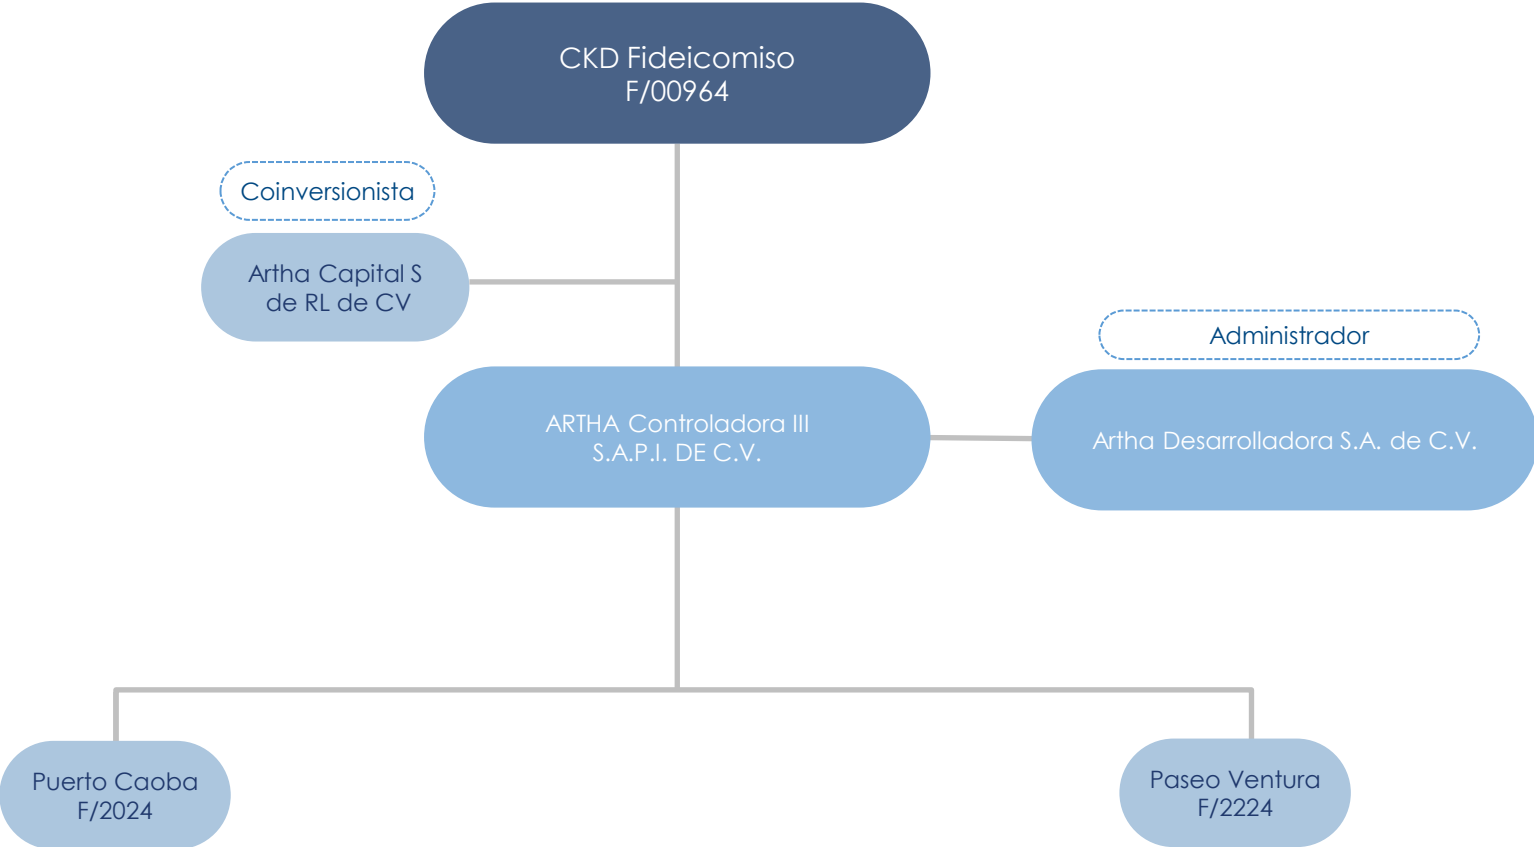 CKD Fideicomiso
F/00964
Coinversionista
Artha Capital S
de RL de CV
Administrador
ARTHA Controladora III
S.A.P.I. DE C.V.
Artha Desarrolladora S.A. de C.V.
Puerto Caoba
F/2024
Paseo Ventura
F/2224